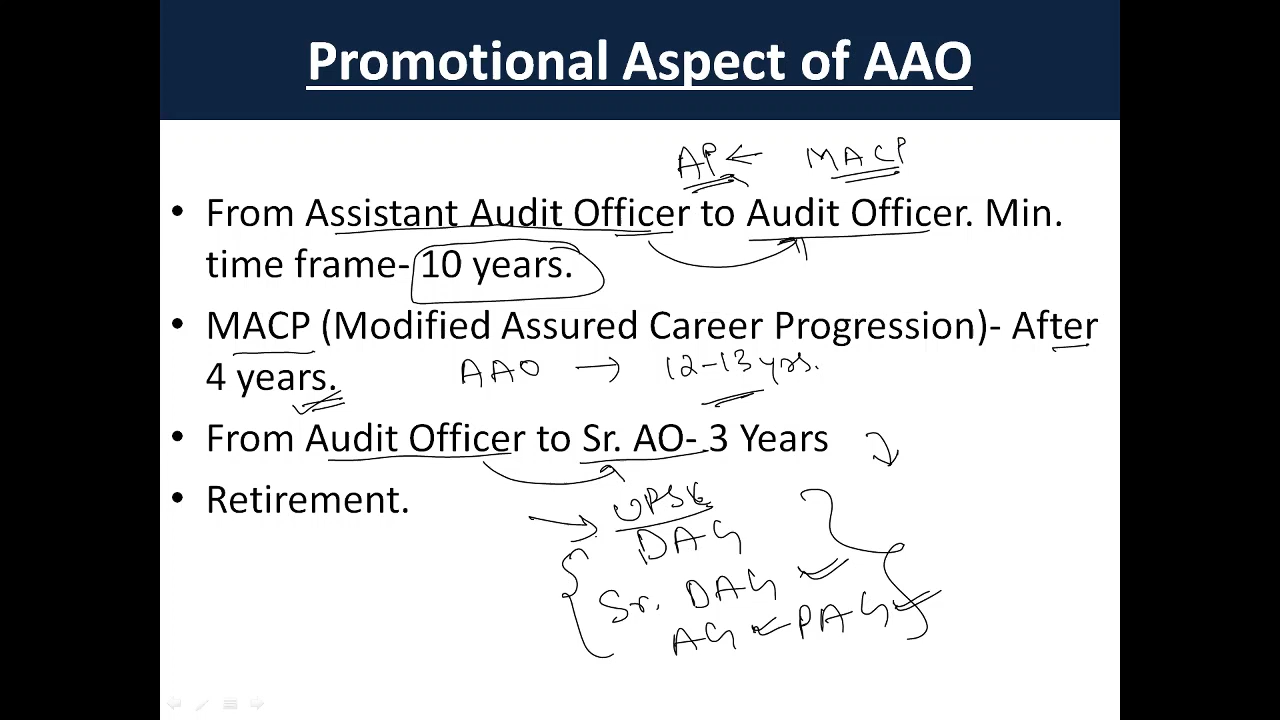 Promotional Aspect of AAO
AP ← MACP
• From Assistant Audit Officer to Audit Officer. Min.
time frame- 10 years.
• MACP (Modified Assured Career Progression)- After
4 years.
AAO → 12-13 yrs.
• From Audit Officer to Sr. AO- 3 Years
• Retirement.
UPSC
DAG
Sr. DAG
AG ← PAG